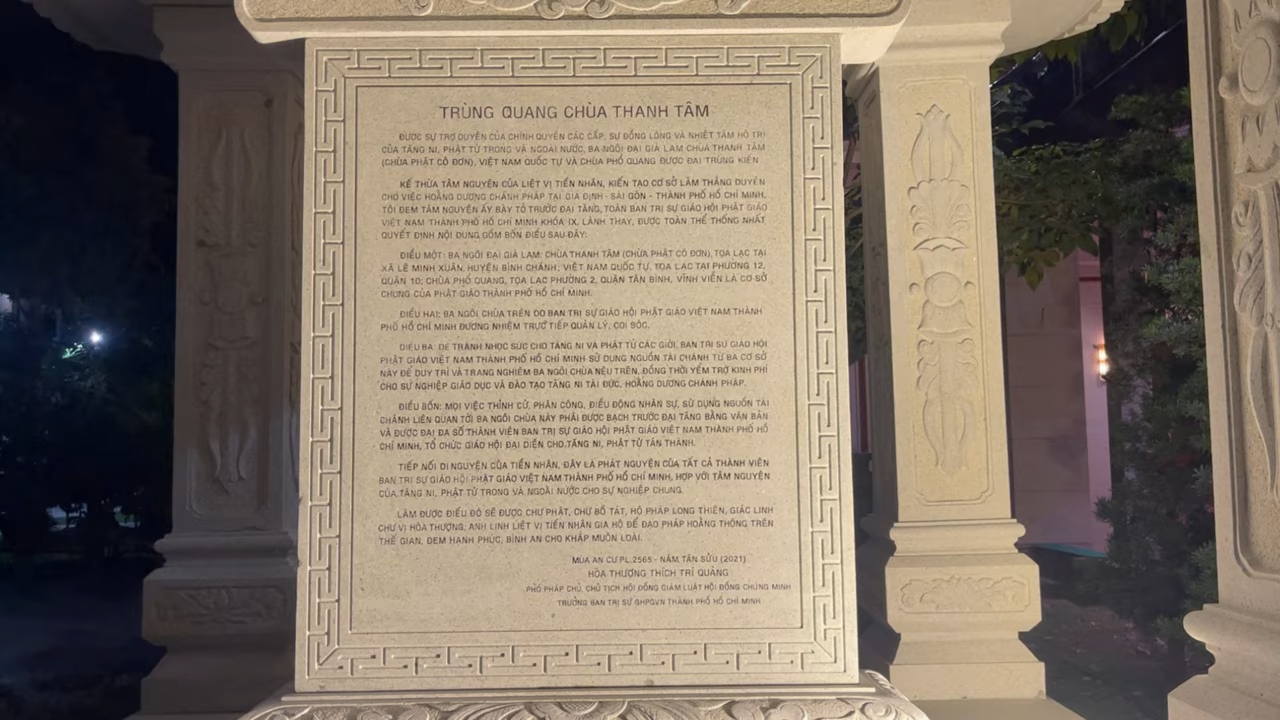 TRÙNG QUANG CHÙA THANH TÂM
ĐƯỢC SỰ TRỢ DUYÊN CỦA CHÍNH QUYỀN CÁC CẤP, SỰ ĐỒNG LÒNG VÀ NHIỆT TÂM HỘ TRÌ
CỦA TĂNG NI, PHẬT TỬ TRONG VÀ NGOÀI NƯỚC, BA NGÔI ĐẠI GIÀ LAM CHÙA THANH TÂM
(CHÙA PHẬT CÔ ĐƠN), VIỆT NAM QUỐC TỰ VÀ CHÙA PHỔ QUANG ĐƯỢC ĐẠI TRÙNG KIẾN
KẾ THỪA TÂM NGUYỆN CỦA LIỆT VỊ TIỀN NHÂN, KIẾN TẠO CƠ SỞ LÀM THẮNG DUYÊN
CHO VIỆC HOẰNG DƯƠNG CHÁNH PHÁP TẠI GIA ĐỊNH - SÀI GÒN - THÀNH PHỐ HỒ CHÍ MINH,
TÔI ĐEM TÂM NGUYỆN ẤY BÀY TỎ TRƯỚC ĐẠI TĂNG, TOÀN BAN TRỊ SỰ GIÁO HỘI PHẬT GIÁO
VIỆT NAM THÀNH PHỐ HỒ CHÍ MINH KHÓA IX, LÀNH THAY, ĐƯỢC TOÀN THỂ THỐNG NHẤT
QUYẾT ĐỊNH NỘI DUNG GỒM BỐN ĐIỀU SAU ĐÂY:
ĐIỀU MỘT: BA NGÔI ĐẠI GIÀ LAM: CHÙA THANH TÂM (CHÙA PHẬT CÔ ĐƠN), TỌA LẠC TẠI
XÃ LÊ MINH XUÂN, HUYỆN BÌNH CHÁNH; VIỆT NAM QUỐC TỰ, TỌA LẠC TẠI PHƯỜNG 12,
QUẬN 10; CHÙA PHỔ QUANG, TỌA LẠC PHƯỜNG 2, QUẬN TÂN BÌNH, VĨNH VIỄN LÀ CƠ SỞ
CHUNG CỦA PHẬT GIÁO THÀNH PHỐ HỒ CHÍ MINH.
ĐIỀU HAI: BA NGÔI CHÙA TRÊN DO BAN TRỊ SỰ GIÁO HỘI PHẬT GIÁO VIỆT NAM THÀNH
PHỐ HỒ CHÍ MINH ĐƯƠNG NHIỆM TRỰC TIẾP QUẢN LÝ, COI SÓC.
ĐIỀU BA: ĐỂ TRÁNH NHỌC SỨC CHO TĂNG NI VÀ PHẬT TỬ CÁC GIỚI, BAN TRỊ SỰ GIÁO HỘI
PHẬT GIÁO VIỆT NAM THÀNH PHỐ HỒ CHÍ MINH SỬ DỤNG NGUỒN TÀI CHÁNH TỪ BA CƠ SỞ
NÀY ĐỂ DUY TRÌ VÀ TRANG NGHIÊM BA NGÔI CHÙA NÊU TRÊN, ĐỒNG THỜI YỂM TRỢ KINH PHÍ
CHO SỰ NGHIỆP GIÁO DỤC VÀ ĐÀO TẠO TĂNG NI TÀI ĐỨC, HOẰNG DƯƠNG CHÁNH PHÁP.
ĐIỀU BỐN: MỌI VIỆC THỈNH CỬ, PHÂN CÔNG, ĐIỀU ĐỘNG NHÂN SỰ, SỬ DỤNG NGUỒN TÀI
CHÁNH LIÊN QUAN TỚI BA NGÔI CHÙA NÀY PHẢI ĐƯỢC BẠCH TRƯỚC ĐẠI TĂNG BẰNG VĂN BẢN
VÀ ĐƯỢC ĐẠI ĐA SỐ THÀNH VIÊN BAN TRỊ SỰ GIÁO HỘI PHẬT GIÁO VIỆT NAM THÀNH PHỐ HỒ
CHÍ MINH, TỔ CHỨC GIÁO HỘI ĐẠI DIỆN CHO TĂNG NI, PHẬT TỬ TÁN THÀNH.
TIẾP NỐI DI NGUYỆN CỦA TIỀN NHÂN, ĐÂY LÀ PHÁT NGUYỆN CỦA TẤT CẢ THÀNH VIÊN
BAN TRỊ SỰ GIÁO HỘI PHẬT GIÁO VIỆT NAM THÀNH PHỐ HỒ CHÍ MINH, HỢP VỚI TÂM NGUYỆN
CỦA TĂNG NI, PHẬT TỬ TRONG VÀ NGOÀI NƯỚC CHO SỰ NGHIỆP CHUNG.
LÀM ĐƯỢC ĐIỀU ĐÓ SẼ ĐƯỢC CHƯ PHẬT, CHƯ BỒ TÁT, HỘ PHÁP LONG THIÊN, GIÁC LINH
CHƯ VỊ HÒA THƯỢNG, ANH LINH LIỆT VỊ TIỀN NHÂN GIA HỘ ĐỂ ĐẠO PHÁP HOẰNG THÔNG TRÊN
THẾ GIAN, ĐEM HẠNH PHÚC, BÌNH AN CHO KHẮP MUÔN LOÀI.
MÙA AN CƯ PL.2565 - NĂM TÂN SỬU (2021)
HÒA THƯỢNG THÍCH TRÍ QUẢNG
PHÓ PHÁP CHỦ, CHỦ TỊCH HỘI ĐỒNG GIÁM LUẬT HỘI ĐỒNG CHỨNG MINH
TRƯỞNG BAN TRỊ SỰ GHPGVN THÀNH PHỐ HỒ CHÍ MINH